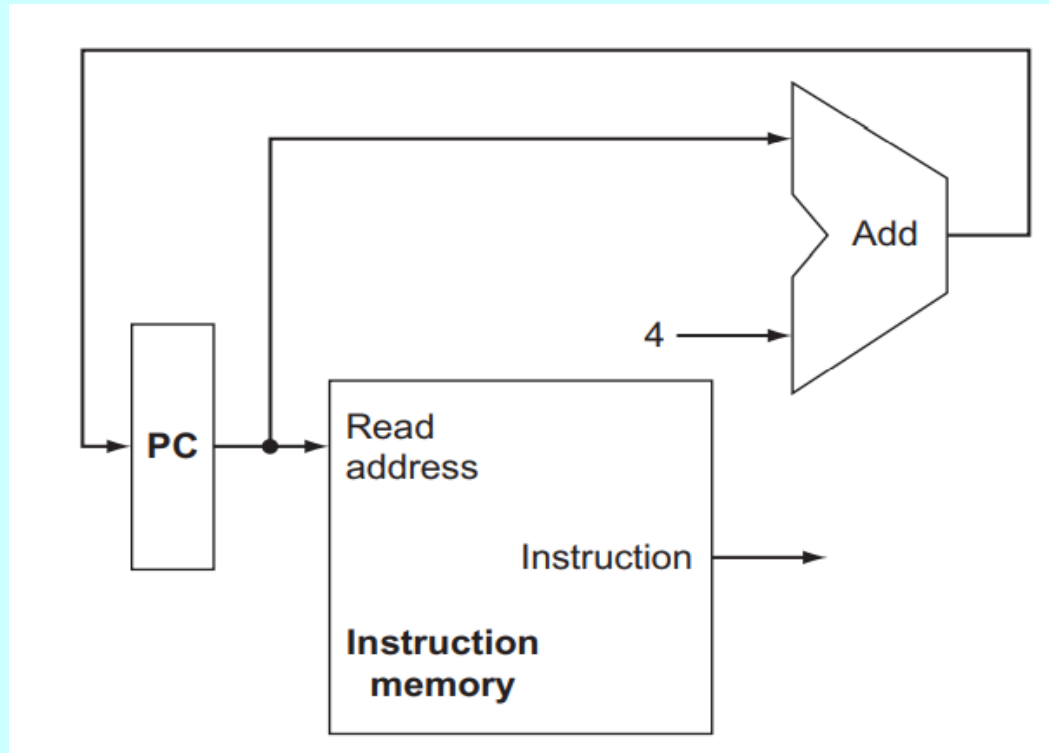 Add
4
PC
Read
address
Instruction
Instruction
memory